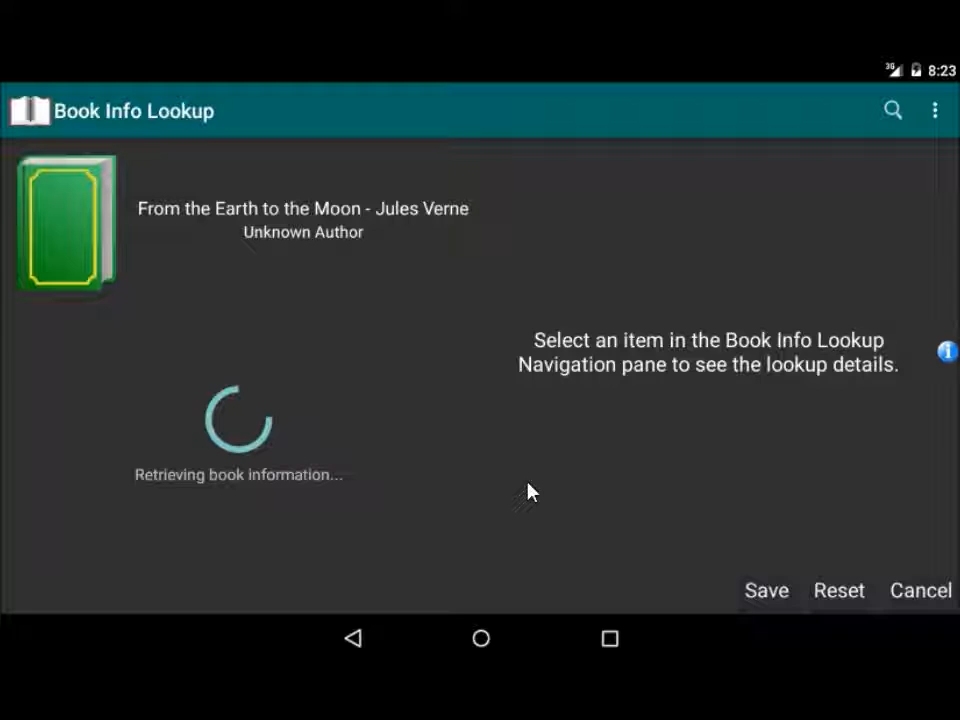 3G 8:23
Book Info Lookup
From the Earth to the Moon - Jules Verne
Unknown Author
Select an item in the Book Info Lookup
Navigation pane to see the lookup details.
Retrieving book information...
Save Reset Cancel